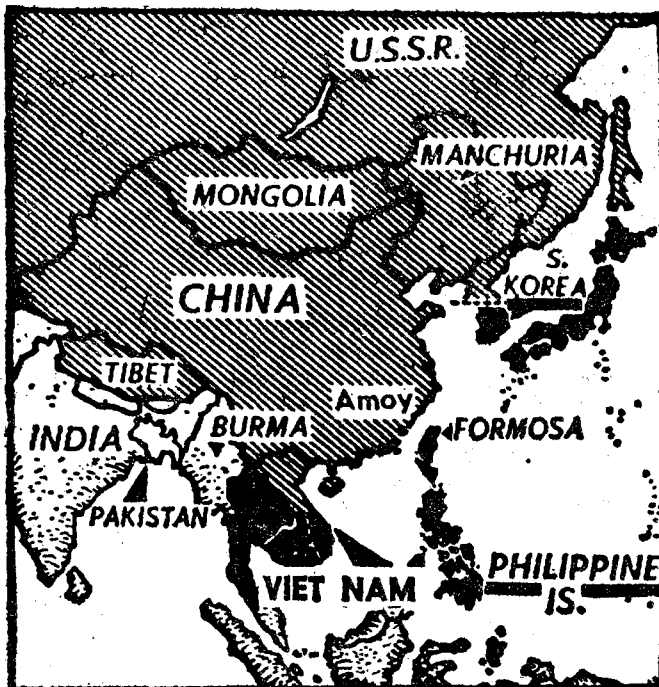 U.S.S.R.
MANCHURIA
MONGOLIA
S.
KOREA
CHINA
TIBET
Amoy
INDIA
BURMA
FORMOSA
PAKISTAN
VIET NAM
PHILIPPINE
IS.